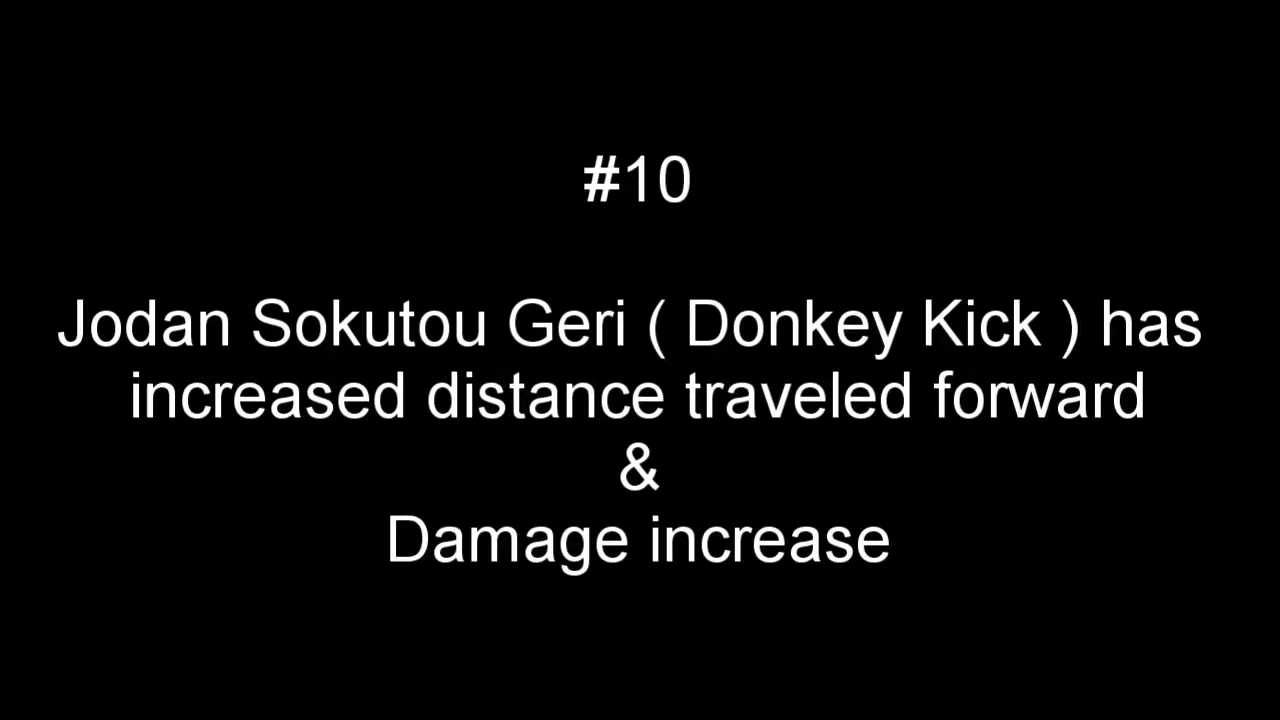 #10
Jodan Sokutou Geri ( Donkey Kick ) has
increased distance traveled forward
&
Damage increase